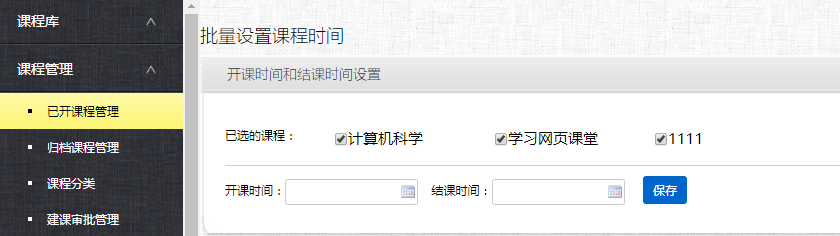 课程库
课程管理
已开课程管理
归档课程管理
课程分类
建课审批管理
批量设置课程时间
开课时间和结课时间设置
已选的课程： 计算机科学 学习网页课堂 1111
开课时间： 结课时间： 保存